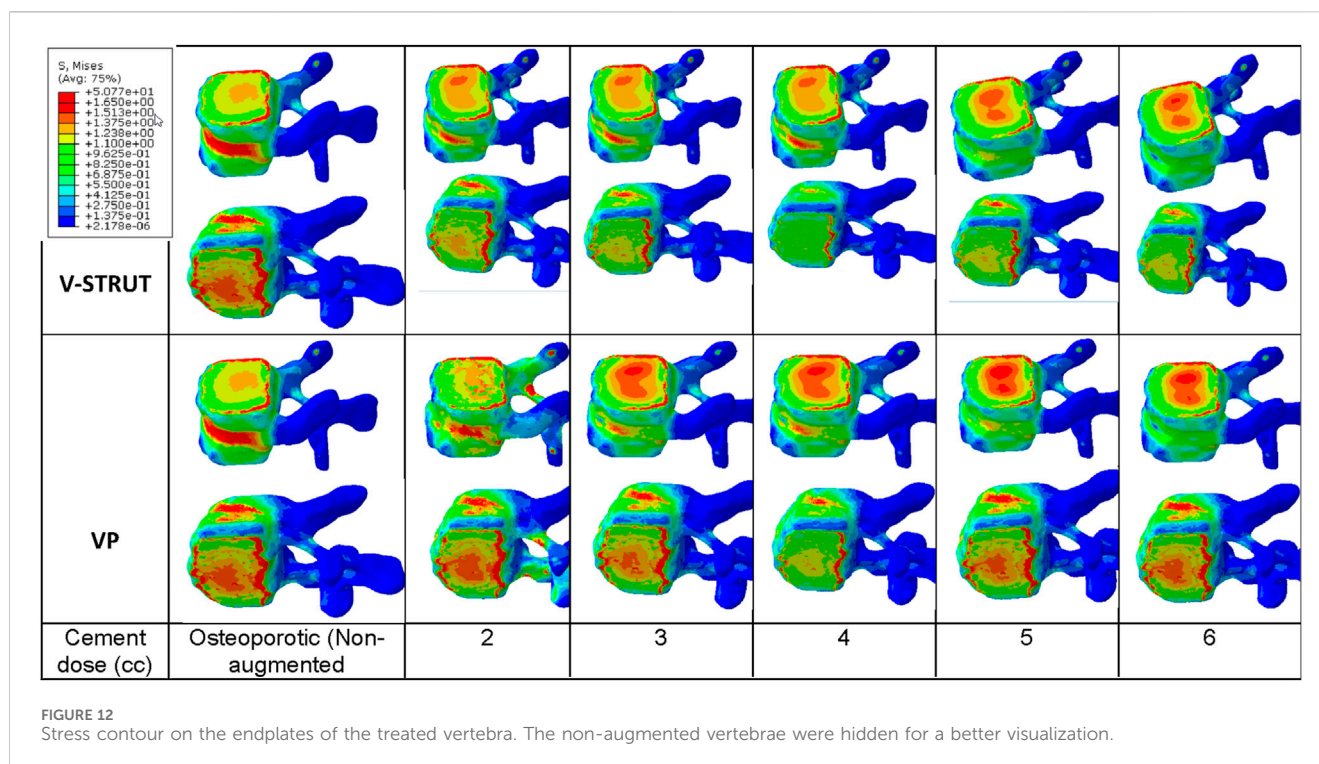 S, Mises
(Avg: 75%)
+5.077e+01
+1.650e+00
+1.513e+00
+1.375e+00
+1.238e+00
+1.100e+00
+9.625e-01
+8.250e-01
+6.875e-01
+5.500e-01
+4.125e-01
+2.750e-01
+1.375e-01
+2.178e-06
V-STRUT
VP
Cement
dose (cc)
Osteoporotic (Non-
augmented
2
3
4
5
6
FIGURE 12
Stress contour on the endplates of the treated vertebra. The non-augmented vertebrae were hidden for a better visualization.